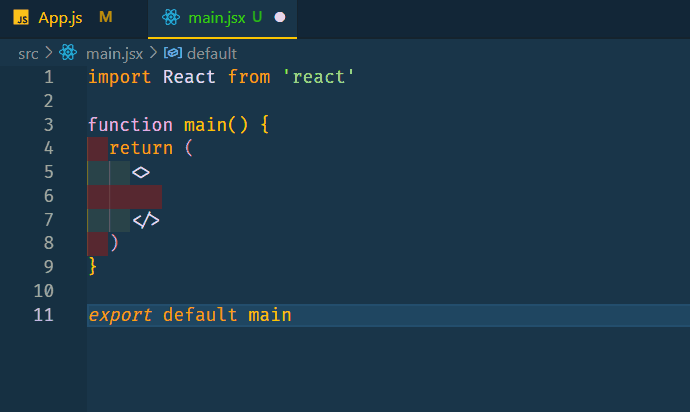 JS App.js M main.jsx U
src > main.jsx > default
1 import React from 'react'
2
3 function main() {
4 return (
5 <>
6
7 </>
8 )
9 }
10
11 export default main